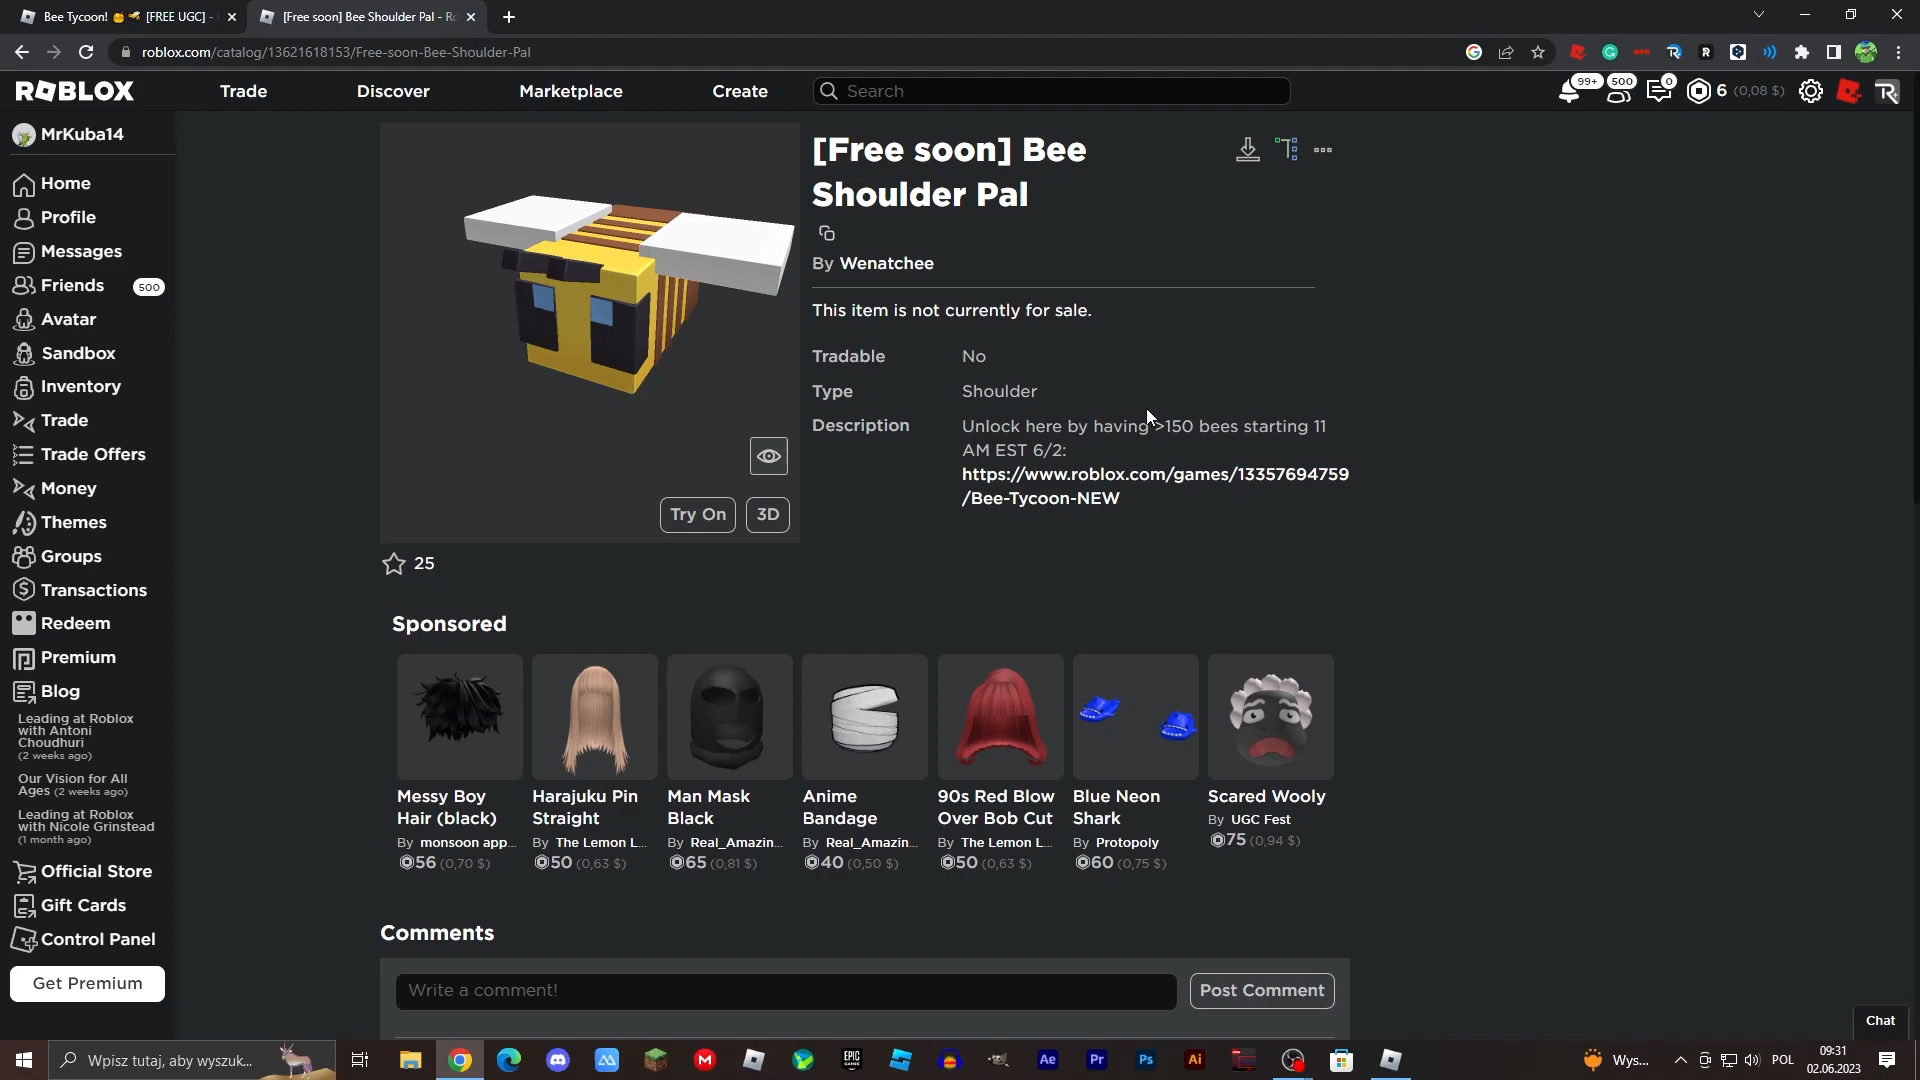 Bee Tycoon! [FREE UGC] -
[Free soon] Bee Shoulder Pal - Ro
roblox.com/catalog/13621618153/Free-soon-Bee-Shoulder-Pal
ROBLOX
Trade
Discover
Marketplace
Create
Search
99+
500
0
6 (0,08 $)
MrKuba14
Home
Profile
Messages
Friends
500
Avatar
Sandbox
Inventory
Trade
Trade Offers
Money
Themes
Groups
Transactions
Redeem
Premium
Blog
Leading at Roblox
with Antoni
Choudhuri
(2 weeks ago)
Our Vision for All
Ages (2 weeks ago)
Leading at Roblox
with Nicole Grinstead
(1 month ago)
Official Store
Gift Cards
Control Panel
Get Premium
[Free soon] Bee
Shoulder Pal
By Wenatchee
This item is not currently for sale.
Tradable No
Type Shoulder
Description Unlock here by having >150 bees starting 11
AM EST 6/2:
https://www.roblox.com/games/13357694759
/Bee-Tycoon-NEW
Try On
3D
25
Sponsored
Messy Boy
Hair (black)
By monsoon app...
56 (0,70 $)
Harajuku Pin
Straight
By The Lemon L...
50 (0,63 $)
Man Mask
Black
By Real_Amazin...
65 (0,81 $)
Anime
Bandage
By Real_Amazin...
40 (0,50 $)
90s Red Blow
Over Bob Cut
By The Lemon L...
50 (0,63 $)
Blue Neon
Shark
By Protopoly
60 (0,75 $)
Scared Wooly
By UGC Fest
75 (0,94 $)
Comments
Write a comment!
Post Comment
Chat
Wpisz tutaj, aby wyszuk...
EPIC
GAMES
Ae
Pr
Ps
Ai
Wys...
POL
09:31
02.06.2023